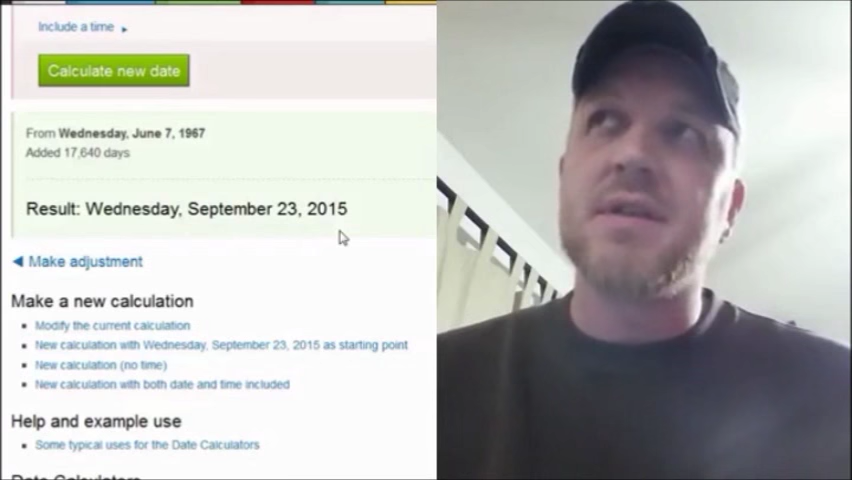 Include a time
Calculate new date
From Wednesday, June 7, 1967
Added 17,640 days
Result: Wednesday, September 23, 2015
Make adjustment
Make a new calculation
Modify the current calculation
New calculation with Wednesday, September 23, 2015 as starting point
New calculation (no time)
New calculation with both date and time included
Help and example use
Some typical uses for the Date Calculators
Date Calculators